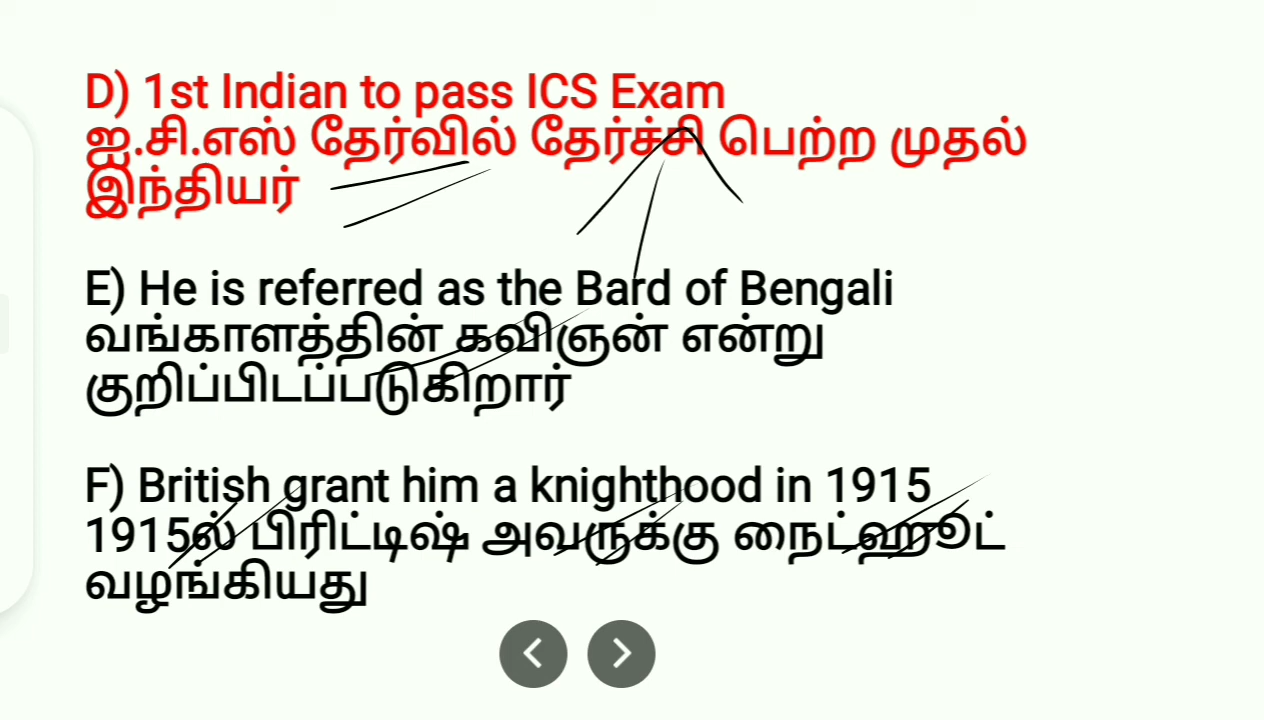 D) 1st Indian to pass ICS Exam
ஐ.சி.எஸ் தேர்வில் தேர்ச்சி பெற்ற முதல்
இந்தியர்
E) He is referred as the Bard of Bengali
வங்காளத்தின் கவிஞன் என்று
குறிப்பிடப்படுகிறார்
F) British grant him a knighthood in 1915
1915ல் பிரிட்டிஷ் அவருக்கு நைட்ஹூட்
வழங்கியது